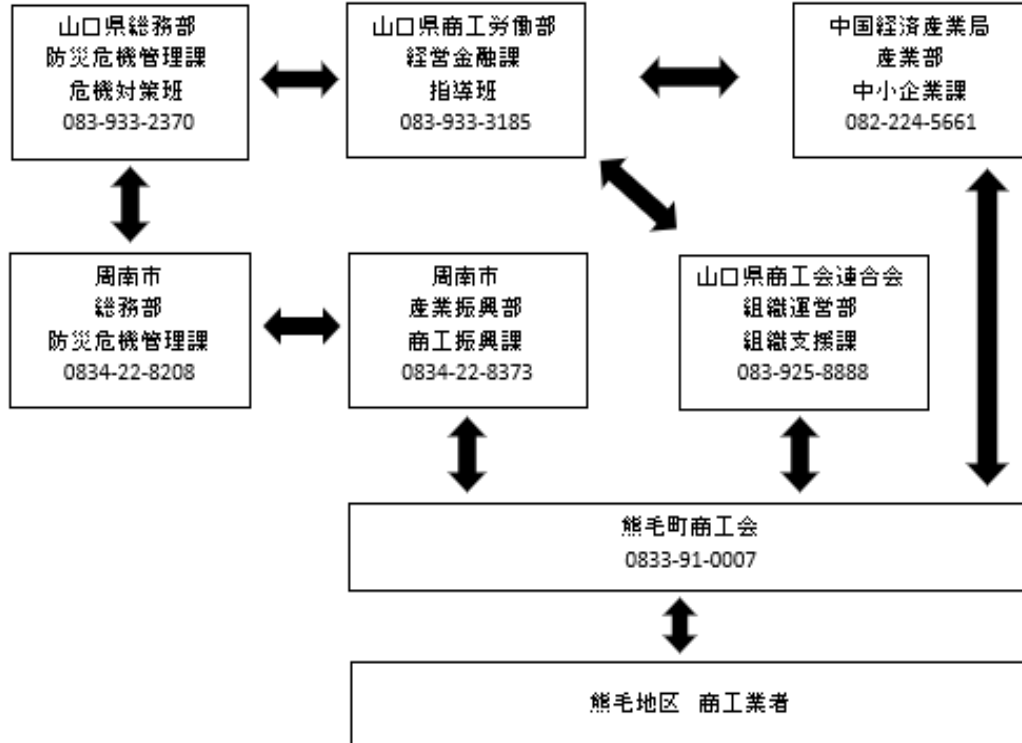 山口県総務部
防災危機管理課
危機対策班
083-933-2370
山口県商工労働部
経営金融課
指導班
083-933-3185
中国経済産業局
産業部
中小企業課
082-224-5661
周南市
総務部
防災危機管理課
0834-22-8208
周南市
産業振興部
商工振興課
0834-22-8373
山口県商工会連合会
組織運営部
組織支援課
083-925-8888
熊毛町商工会
0833-91-0007
熊毛地区 商工業者